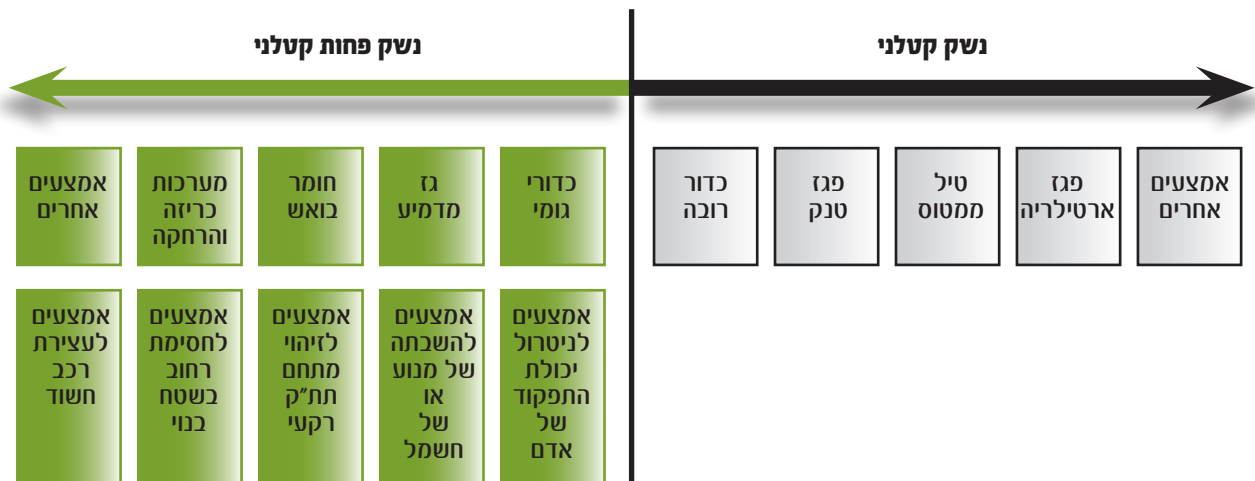 נשק קטלני
נשק פחות קטלני
אמצעים
אחרים
פגז
ארטילריה
טיל
ממטוס
פגז
טנק
כדור
רובה
כדורי
גומי
גז
מדמיע
חומר
בואש
מערכות
כריזה
והרחקה
אמצעים
אחרים
אמצעים
לניטרול
יכולת
התפקוד
של
אדם
אמצעים
להשבתה
של מנוע
או
של
חשמל
אמצעים
לזיהוי
מתחם
תת״ק
רקעי
אמצעים
לחסימת
רחוב
בשטח
בנוי
אמצעים
לעצירת
רכב
חשוד